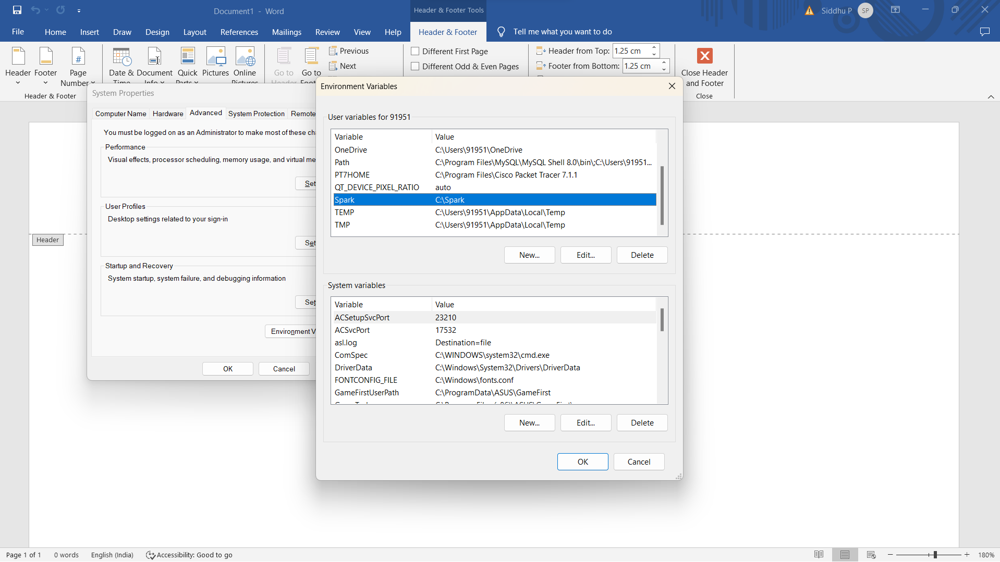 Document1 - Word
Header & Footer Tools
Siddhu P
SP
File
Home
Insert
Draw
Design
Layout
References
Mailings
Review
View
Help
Header & Footer
Tell me what you want to do
Header
Footer
Page
Number
Header & Footer
Date &
Time
Document
Info
Quick
Parts
Pictures
Online
Pictures
Go to
Header
Go to
Previous
Next
Different First Page
Different Odd & Even Pages
Header from Top: 1.25 cm
Footer from Bottom: 1.25 cm
Close Header
and Footer
Close
System Properties
Computer Name
Hardware
Advanced
System Protection
Remote
You must be logged on as an Administrator to make most of these cha
Performance
Visual effects, processor scheduling, memory usage, and virtual me
Set
User Profiles
Desktop settings related to your sign-in
Set
Startup and Recovery
System startup, system failure, and debugging information
Set
Environment V
OK
Cancel
Header
Environment Variables
User variables for 91951
Variable Value
OneDrive C:\Users\91951\OneDrive
Path C:\Program Files\MySQL\MySQL Shell 8.0\bin\;C:\Users\91951...
PT7HOME C:\Program Files\Cisco Packet Tracer 7.1.1
QT_DEVICE_PIXEL_RATIO auto
Spark C:\Spark
TEMP C:\Users\91951\AppData\Local\Temp
TMP C:\Users\91951\AppData\Local\Temp
New...
Edit...
Delete
System variables
Variable Value
ACSetupSvcPort 23210
ACSvcPort 17532
asl.log Destination=file
ComSpec C:\WINDOWS\system32\cmd.exe
DriverData C:\Windows\System32\Drivers\DriverData
FONTCONFIG_FILE C:\Windows\fonts.conf
GameFirstUserPath C:\ProgramData\ASUS\GameFirst
New...
Edit...
Delete
OK
Cancel
Page 1 of 1
0 words
English (India)
Accessibility: Good to go
180%